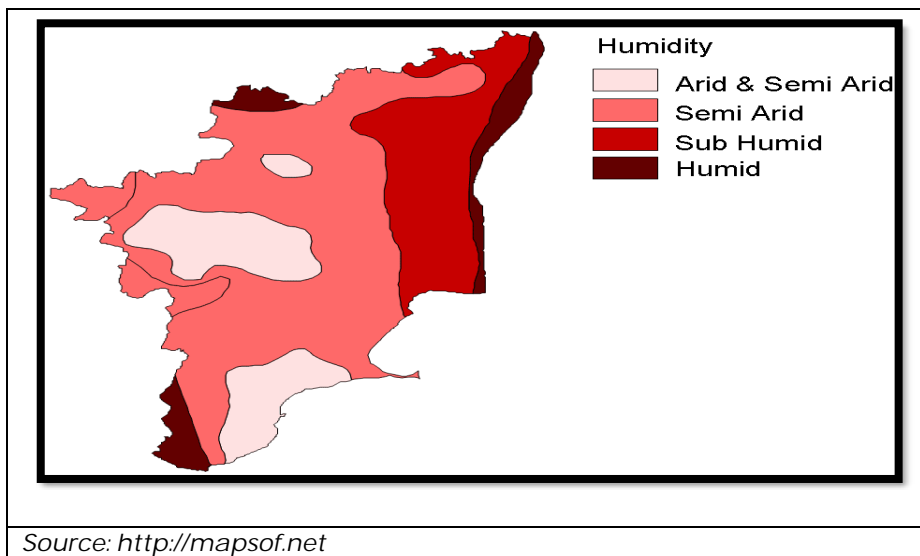 Humidity
Arid & Semi Arid
Semi Arid
Sub Humid
Humid
Source: http://mapsof.net